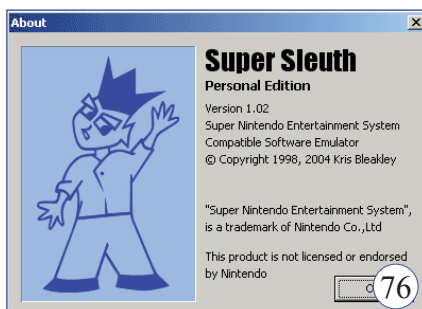 About
Super Sleuth
Personal Edition
Version 1.02
Super Nintendo Entertainment System
Compatible Software Emulator
© Copyright 1998, 2004 Kris Bleakley
"Super Nintendo Entertainment System",
is a trademark of Nintendo Co.,Ltd
This product is not licensed or endorsed
by Nintendo
76